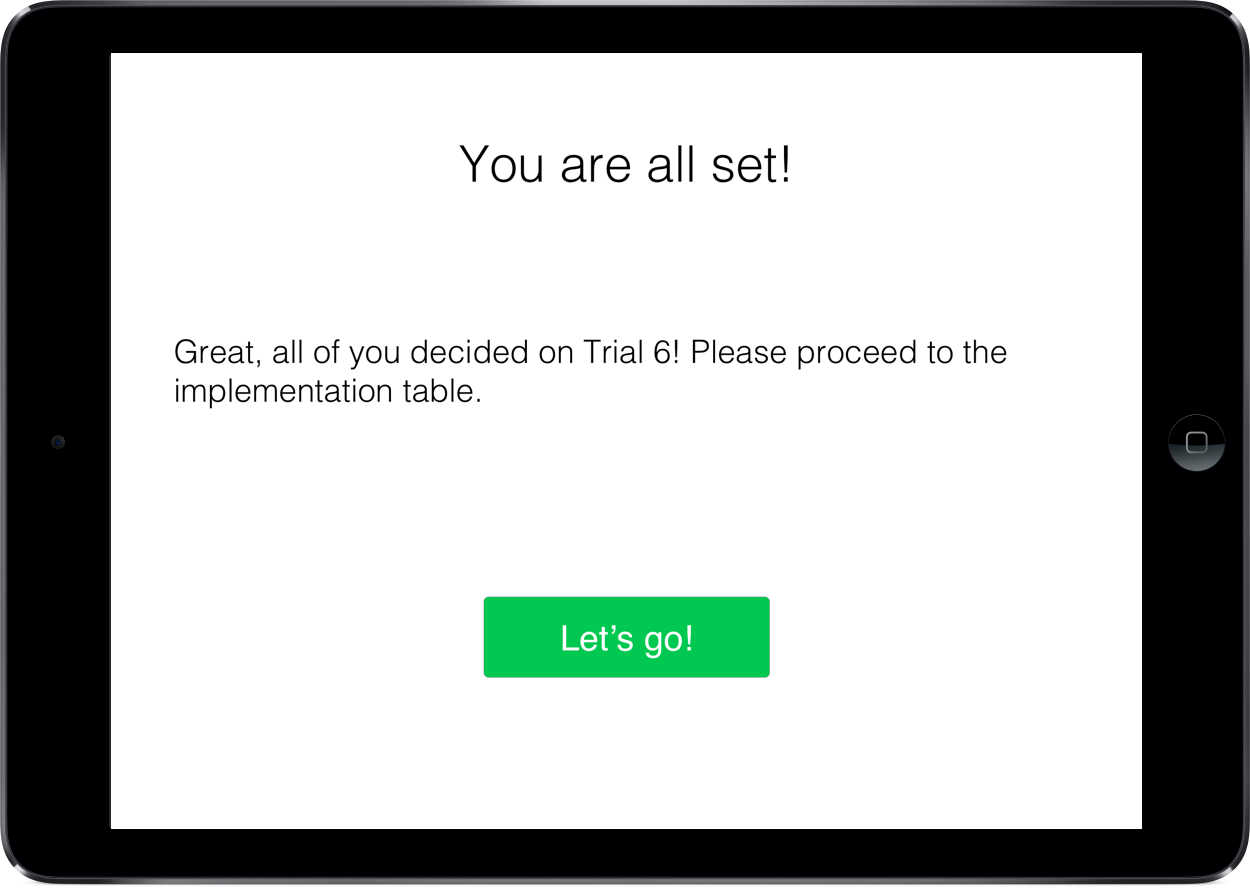 You are all set!
Great, all of you decided on Trial 6! Please proceed to the
implementation table.
Let’s go!